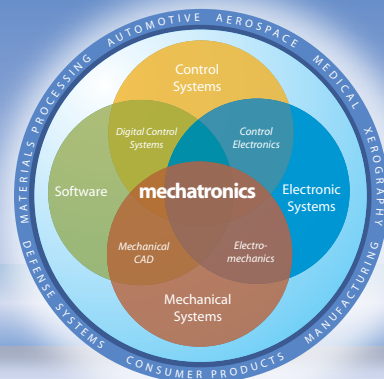 MATERIALS PROCESSING AUTOMOTIVE AEROSPACE MEDICAL XEROGRAPHY
Control
Systems
Digital Control
Systems
Control
Electronics
Software
mechatronics
Electronic
Systems
Mechanical
CAD
Electro-
mechanics
Mechanical
Systems
DEFENSE SYSTEMS CONSUMER PRODUCTS MANUFACTURING